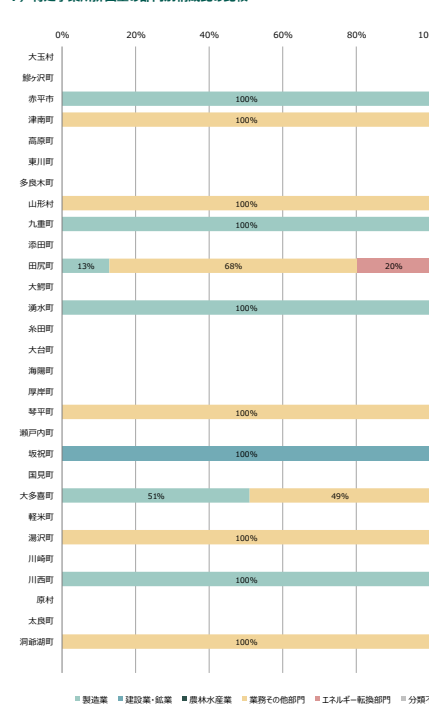 0% 20% 40% 60% 80% 10
大玉村
鰺ヶ沢町
赤平市 100%
津南町 100%
高原町
東川町
多良木町
山形村 100%
九重町 100%
添田町
田尻町 13% 68% 20%
大鰐町
湧水町 100%
糸田町
大台町
海陽町
厚岸町
琴平町 100%
瀬戸内町
坂祝町 100%
国見町
大多喜町 51% 49%
軽米町
湯沢町 100%
川崎町
川西町 100%
原村
太良町
洞爺湖町 100%
製造業 建設業・鉱業 農林水産業 業務その他部門 エネルギー転換部門 分類